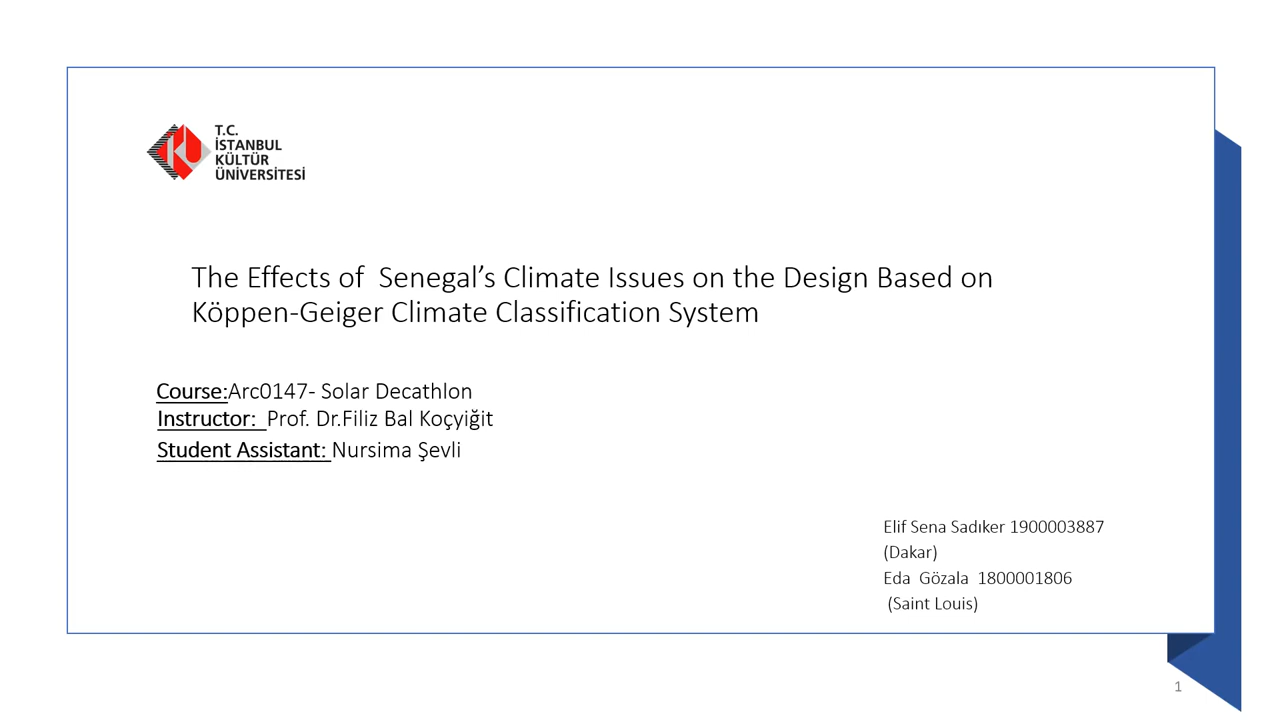 T.C.
İSTANBUL
KÜLTÜR
ÜNİVERSİTESİ
The Effects of  Senegal's Climate Issues on the Design Based on
Köppen-Geiger Climate Classification System
Course:Arc0147- Solar Decathlon
Instructor:  Prof. Dr.Filiz Bal Koçyiğit
Student Assistant: Nursima Şevli
Elif Sena Sadıker 1900003887
(Dakar)
Eda  Gözala  1800001806
(Saint Louis)
1